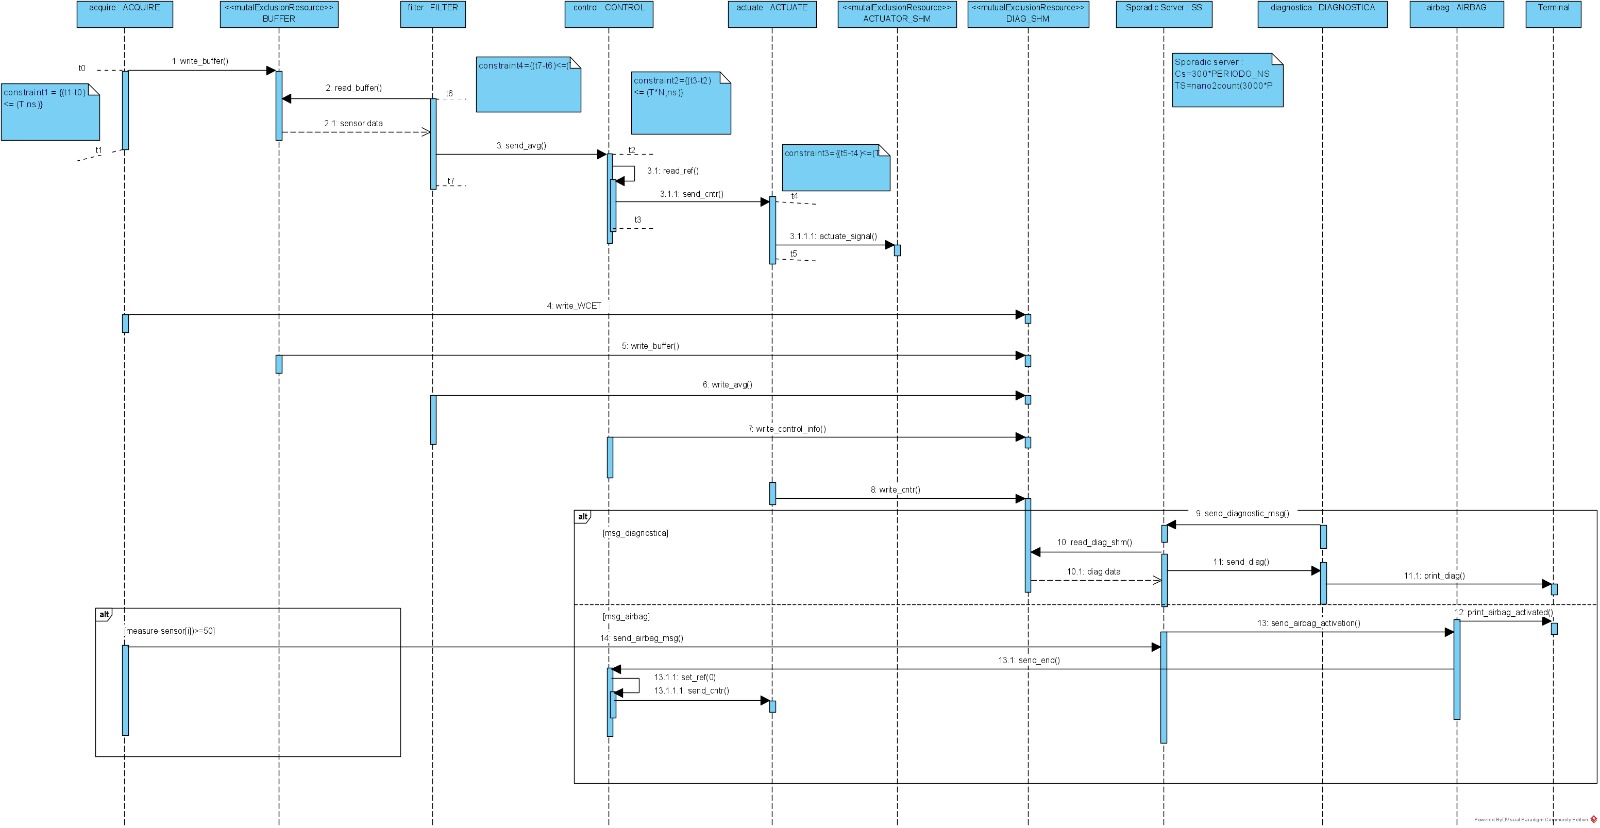 acquire : ACQUIRE
<<mutalExclusionResource>>
BUFFER
filter : FILTER
control : CONTROL
actuate : ACTUATE
<<mutalExclusionResource>>
ACTUATOR_SHM
<<mutualExclusionResource>>
DIAG_SHM
Sporadic Server : SS
diagnostica : DIAGNOSTICA
airbag : AIRBAG
Terminal
t0
1: write_buffer()
constraint1 = {(t1-t0)
<= (T ns)}
t1
2: read_buffer()
t6
2.1: sensor data
constraint4={(t7-t6)<=(
constraint2={(t3-t2)
<= (T*N ns)}
Sporadic server :
Cs=300*PERIODO_NS
TS=nano2count(3000*P
3: send_avg()
t2
t7
3.1: read_ref()
constraint3={(t5-t4)<=(T
3.1.1: send_cntr()
t4
t3
3.1.1.1: actuate_signal()
t5
4: write_WCET
5: write_buffer()
6: write_avg()
7: write_control_info()
8: write_cntr()
alt
[msg_diagnostica]
9: send_diagnostic_msg()
10: read_diag_shm()
10.1: diag data
11: send_diag()
11.1: print_diag()
alt
measure sensor[i])>=50]
[msg_airbag]
12: print_airbag_activated()
13: send_airbag_activation()
14: send_airbag_msg()
13.1: send_end()
13.1.1: set_ref(0)
13.1.1.1: send_cntr()
Powered By Visual Paradigm Community Edition